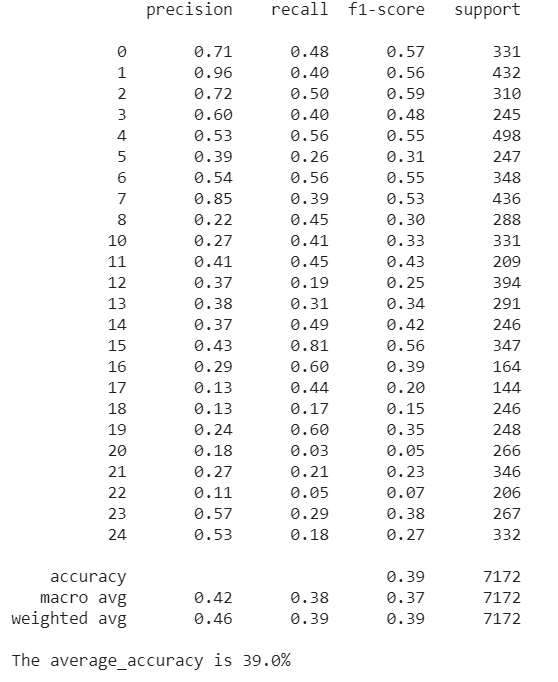 precision recall f1-score support
0 0.71 0.48 0.57 331
1 0.96 0.40 0.56 432
2 0.72 0.50 0.59 310
3 0.60 0.40 0.48 245
4 0.53 0.56 0.55 498
5 0.39 0.26 0.31 247
6 0.54 0.56 0.55 348
7 0.85 0.39 0.53 436
8 0.22 0.45 0.30 288
10 0.27 0.41 0.33 331
11 0.41 0.45 0.43 209
12 0.37 0.19 0.25 394
13 0.38 0.31 0.34 291
14 0.37 0.49 0.42 246
15 0.43 0.81 0.56 347
16 0.29 0.60 0.39 164
17 0.13 0.44 0.20 144
18 0.13 0.17 0.15 246
19 0.24 0.60 0.35 248
20 0.18 0.03 0.05 266
21 0.27 0.21 0.23 346
22 0.11 0.05 0.07 206
23 0.57 0.29 0.38 267
24 0.53 0.18 0.27 332
accuracy 0.39 7172
macro avg 0.42 0.38 0.37 7172
weighted avg 0.46 0.39 0.39 7172
The average_accuracy is 39.0%